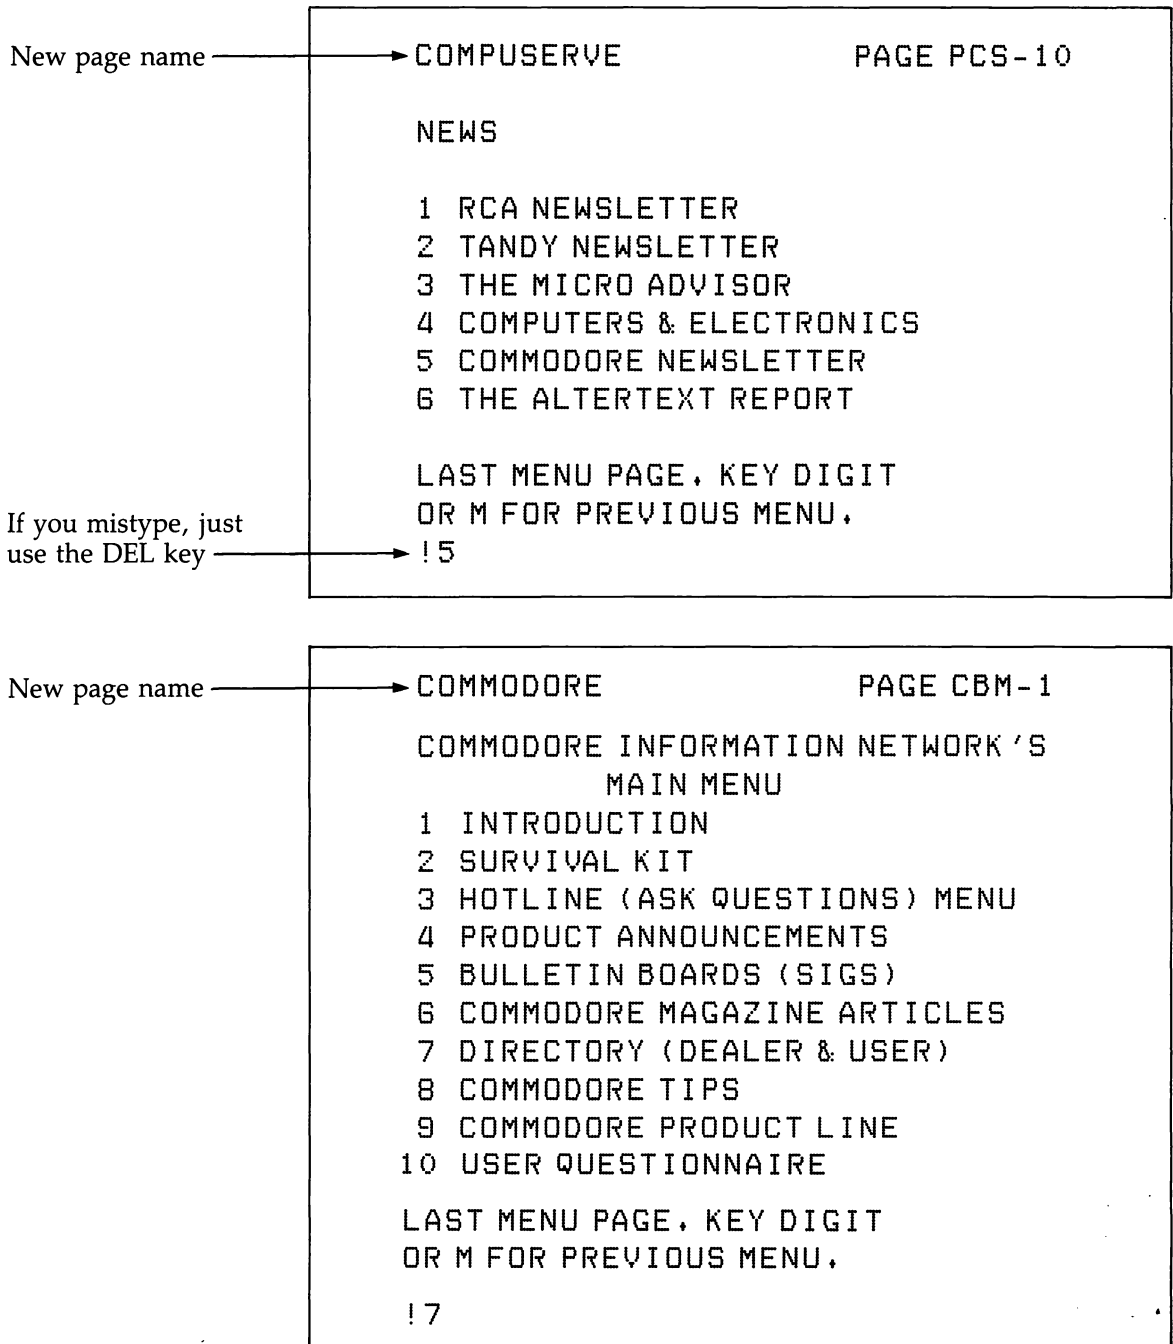 New page name COMPUSERVE PAGE PCS-10
NEWS
1 RCA NEWSLETTER
2 TANDY NEWSLETTER
3 THE MICRO ADVISOR
4 COMPUTERS & ELECTRONICS
5 COMMODORE NEWSLETTER
6 THE ALTERTEXT REPORT
LAST MENU PAGE. KEY DIGIT
OR M FOR PREVIOUS MENU.
If you mistype, just
use the DEL key !5
New page name COMMODORE PAGE CBM-1
COMMODORE INFORMATION NETWORK'S
MAIN MENU
1 INTRODUCTION
2 SURVIVAL KIT
3 HOTLINE (ASK QUESTIONS) MENU
4 PRODUCT ANNOUNCEMENTS
5 BULLETIN BOARDS (SIGS)
6 COMMODORE MAGAZINE ARTICLES
7 DIRECTORY (DEALER & USER)
8 COMMODORE TIPS
9 COMMODORE PRODUCT LINE
10 USER QUESTIONNAIRE
LAST MENU PAGE. KEY DIGIT
OR M FOR PREVIOUS MENU.
!7